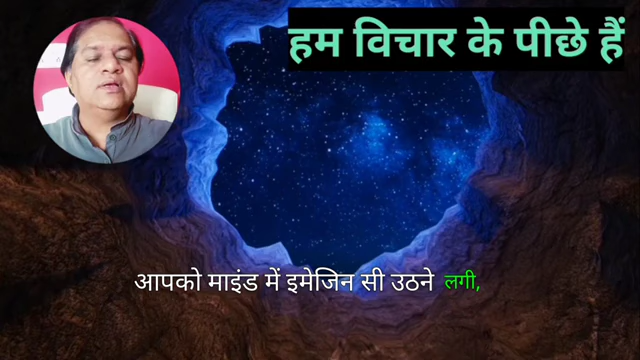 हम विचार के पीछे हैं
आपको माइंड में इमेजिन सी उठने लगी,